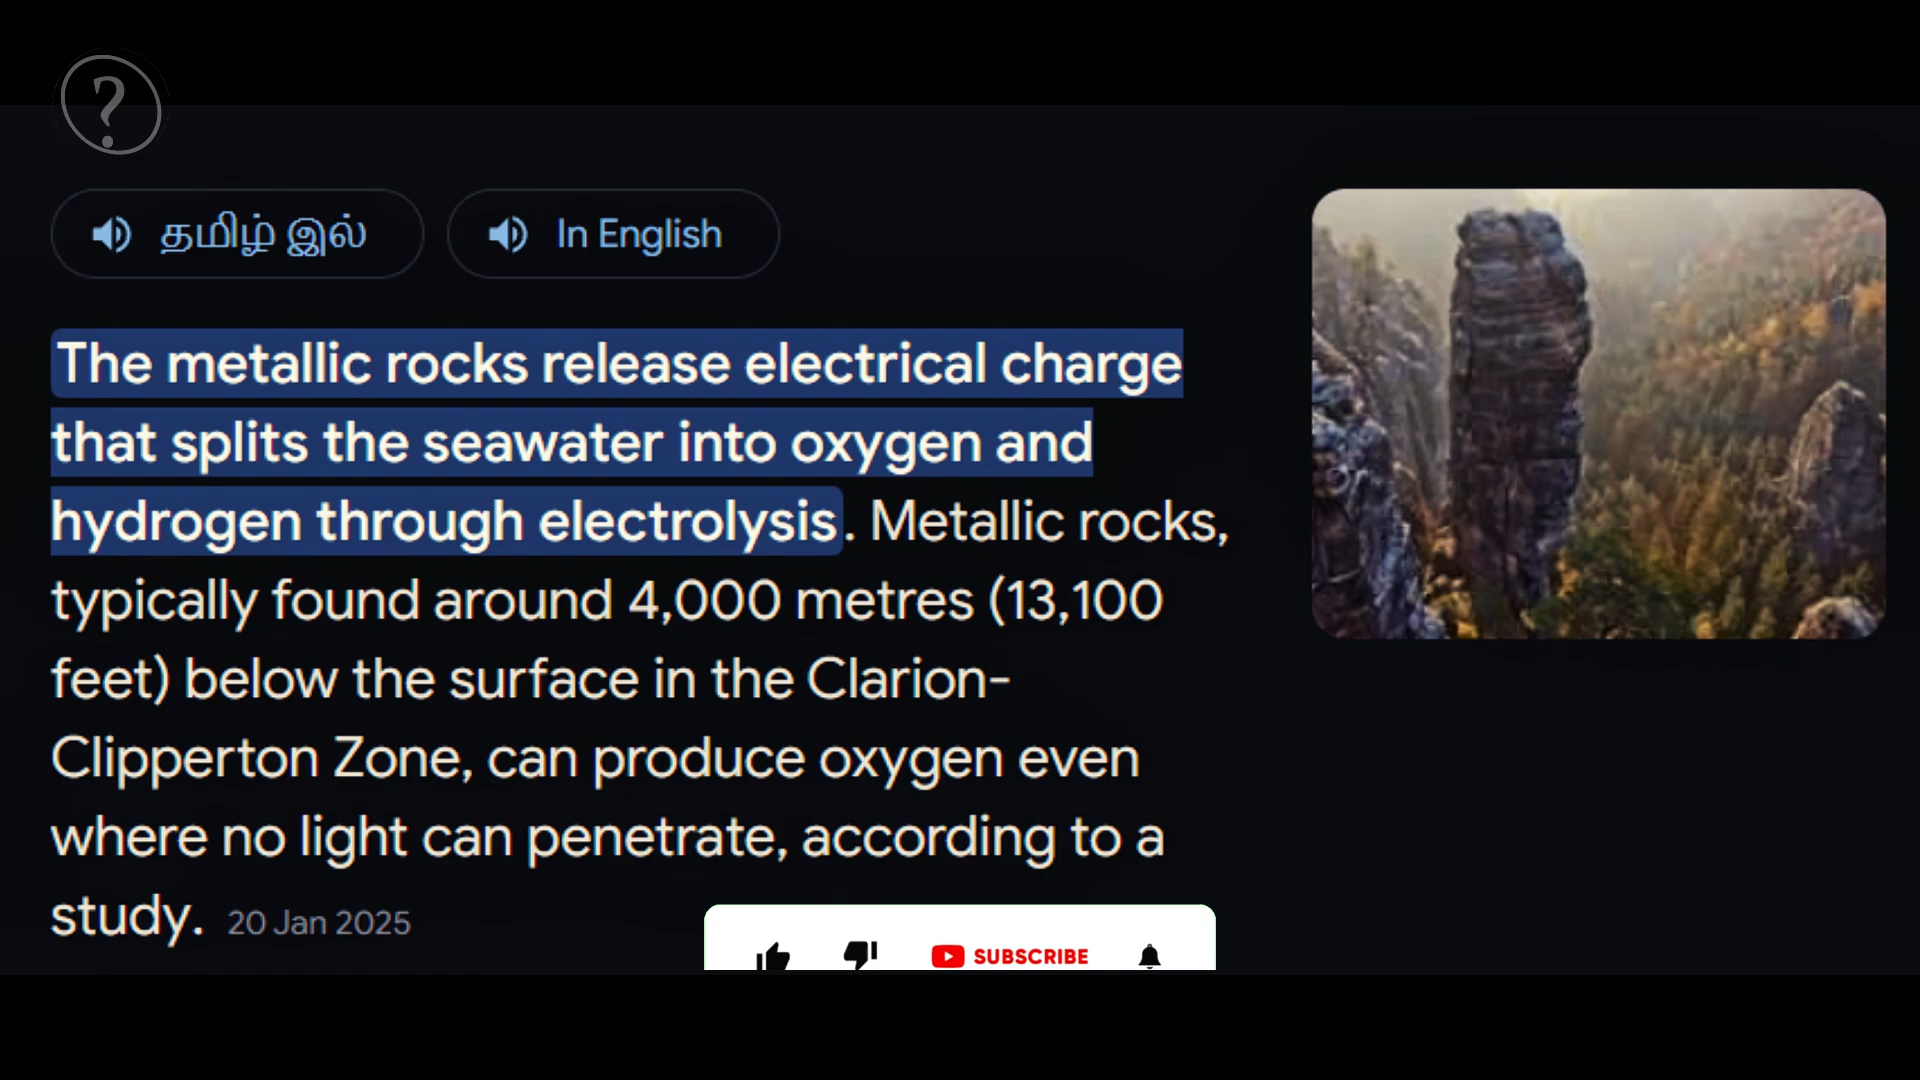 ?
தமிழ் இல்
In English
The metallic rocks release electrical charge
that splits the seawater into oxygen and
hydrogen through electrolysis. Metallic rocks,
typically found around 4,000 metres (13,100
feet) below the surface in the Clarion-
Clipperton Zone, can produce oxygen even
where no light can penetrate, according to a
study. 20 Jan 2025
SUBSCRIBE